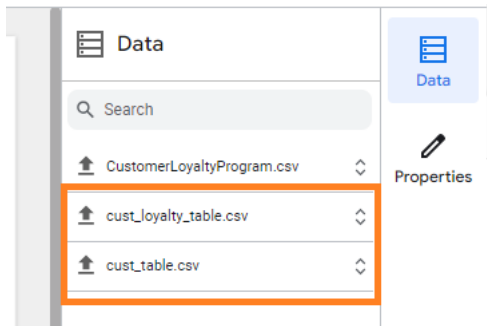 Data
Search
CustomerLoyaltyProgram.csv
cust_loyalty_table.csv
cust_table.csv
Data
Properties